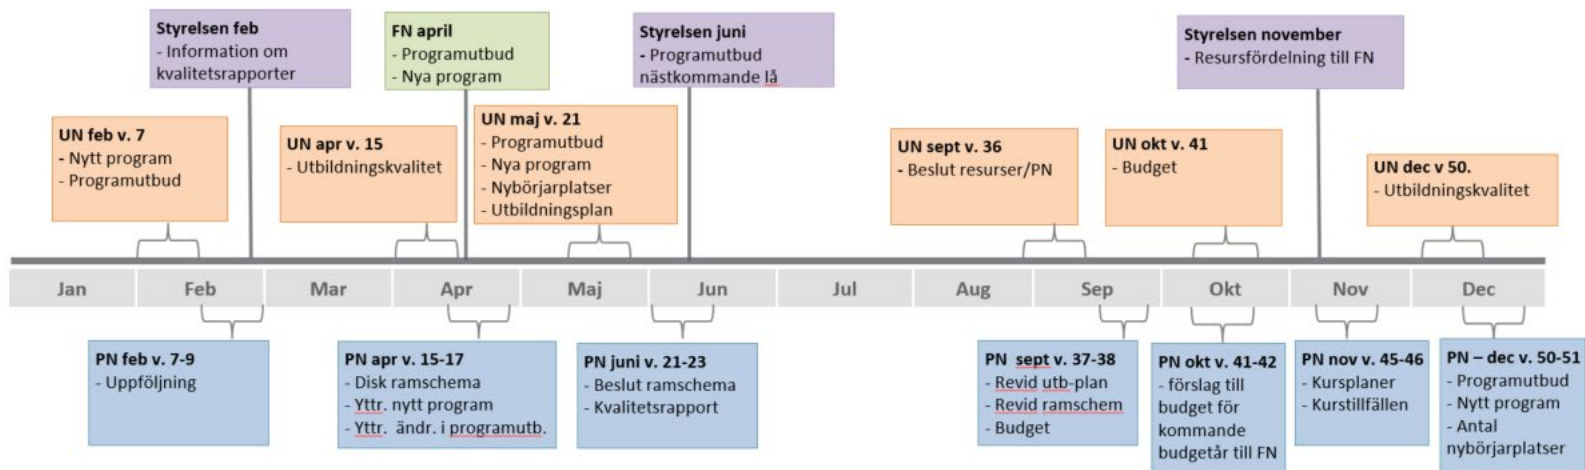 Styrelsen feb
- Information om
kvalitetsrapporter
FN april
- Programutbud
- Nya program
Styrelsen juni
- Programutbud
nästkommande lå
Styrelsen november
- Resursfördelning till FN
UN feb v. 7
- Nytt program
- Programutbud
UN apr v. 15
- Utbildningskvalitet
UN maj v. 21
- Programutbud
- Nya program
- Nybörjarplatser
- Utbildningsplan
UN sept v. 36
- Beslut resurser/PN
UN okt v. 41
- Budget
UN dec v 50.
- Utbildningskvalitet
Jan Feb Mar Apr Maj Jun Jul Aug Sep Okt Nov Dec
PN feb v. 7-9
- Uppföljning
PN apr v. 15-17
- Disk ramschema
- Yttr. nytt program
- Yttr. ändr. i programutb.
PN juni v. 21-23
- Beslut ramschema
- Kvalitetsrapport
PN sept v. 37-38
- Revid utb-plan
- Revid ramschem
- Budget
PN okt v. 41-42
- förslag till
budget för
kommande
budgetår till FN
PN nov v. 45-46
- Kursplaner
- Kurstillfällen
PN – dec v. 50-51
- Programutbud
- Nytt program
- Antal
nybörjarplatser